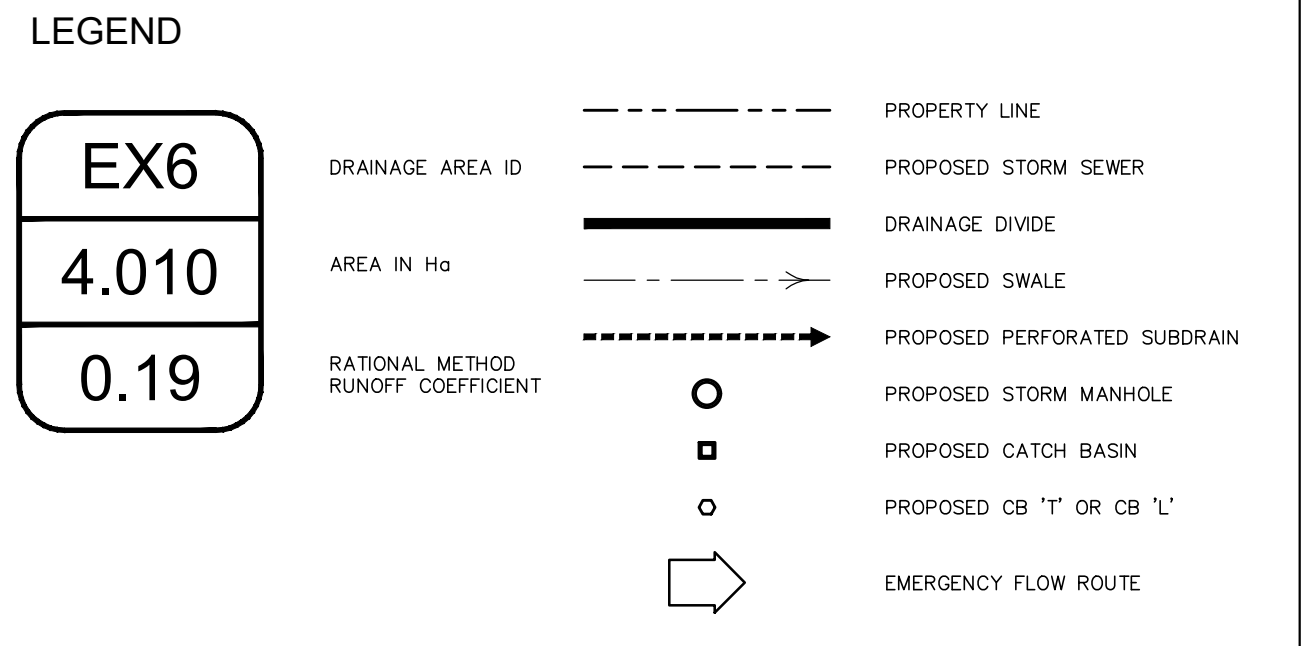 LEGEND
EX6
4.010
0.19
DRAINAGE AREA ID
AREA IN Ha
RATIONAL METHOD
RUNOFF COEFFICIENT
PROPERTY LINE
PROPOSED STORM SEWER
DRAINAGE DIVIDE
PROPOSED SWALE
PROPOSED PERFORATED SUBDRAIN
PROPOSED STORM MANHOLE
PROPOSED CATCH BASIN
PROPOSED CB 'T' OR CB 'L'
EMERGENCY FLOW ROUTE